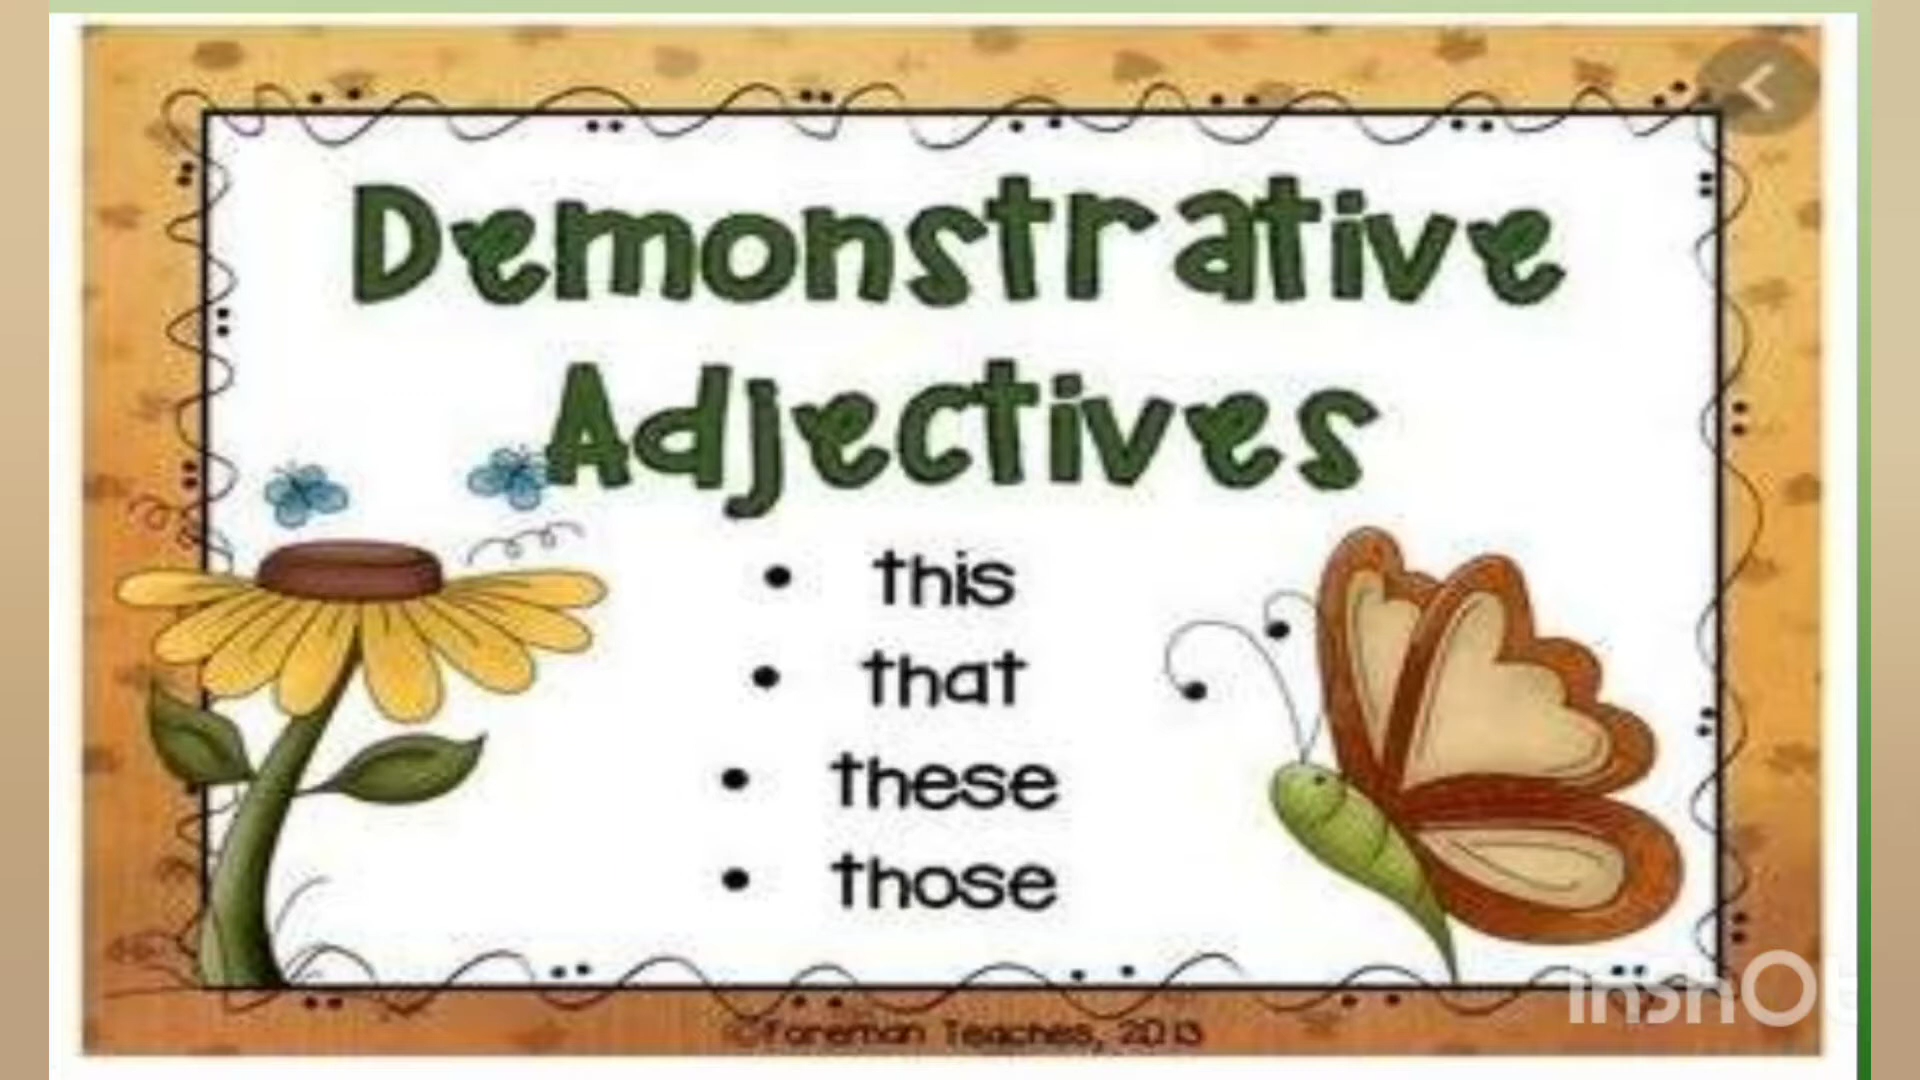 Demonstrative
Adjectives
• this
• that
• these
• those
©Foreman Teaches, 2013
InShOt